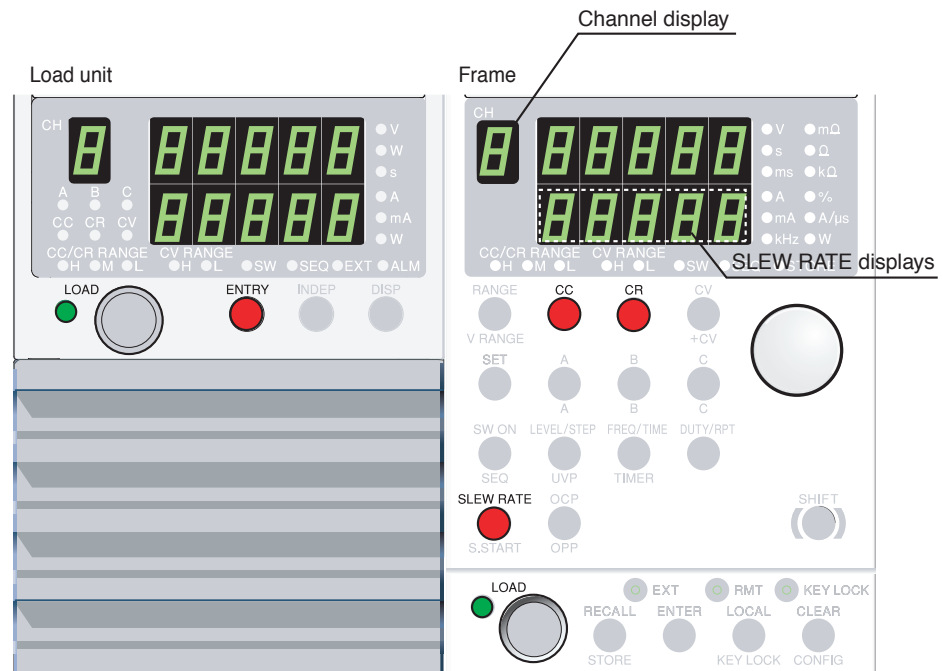 Channel display
Load unit
Frame
CH
V
W
s
A B C
CC CR CV
A
mA
W
CC/CR RANGE CV RANGE
H M L H L SW SEQ EXT ALM
LOAD ENTRY INDEP DISP
CH
V mΩ
s Ω
ms kΩ
A %
mA A/µs
kHz W
CC/CR RANGE CV RANGE
H M L H L SW
SLEW RATE displays
RANGE CC CR CV
V RANGE +CV
SET A B C
A B C
SW ON LEVEL/STEP FREQ/TIME DUTY/RPT
SEQ UVP TIMER
SLEW RATE OCP SHIFT
S.START OPP
LOAD EXT RMT KEY LOCK
RECALL ENTER LOCAL CLEAR
STORE KEY LOCK CONFIG